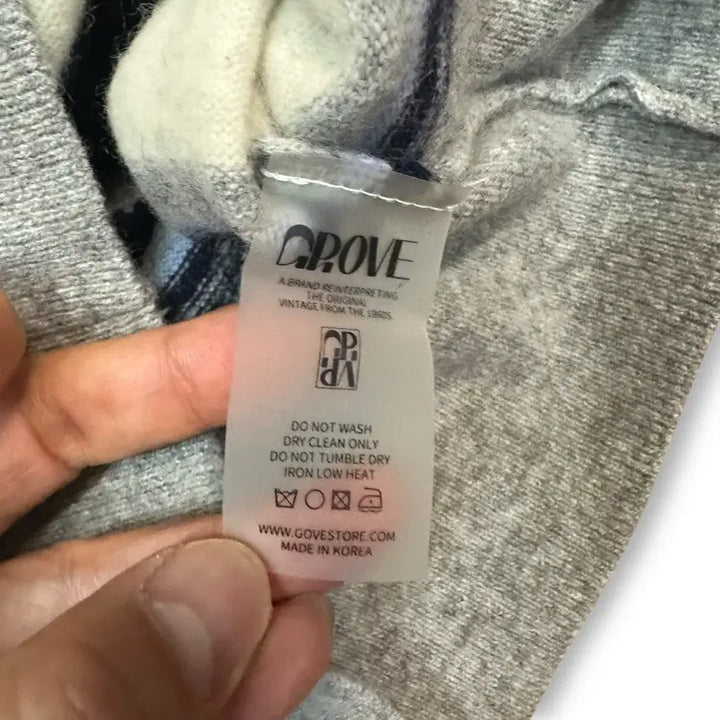 GROVE
A BRAND REINTERPRETING
THE ORIGINAL
VINTAGE FROM THE 1960S.
DO NOT WASH
DRY CLEAN ONLY
DO NOT TUMBLE DRY
IRON LOW HEAT
WWW.GOVESTORE.COM
MADE IN KOREA